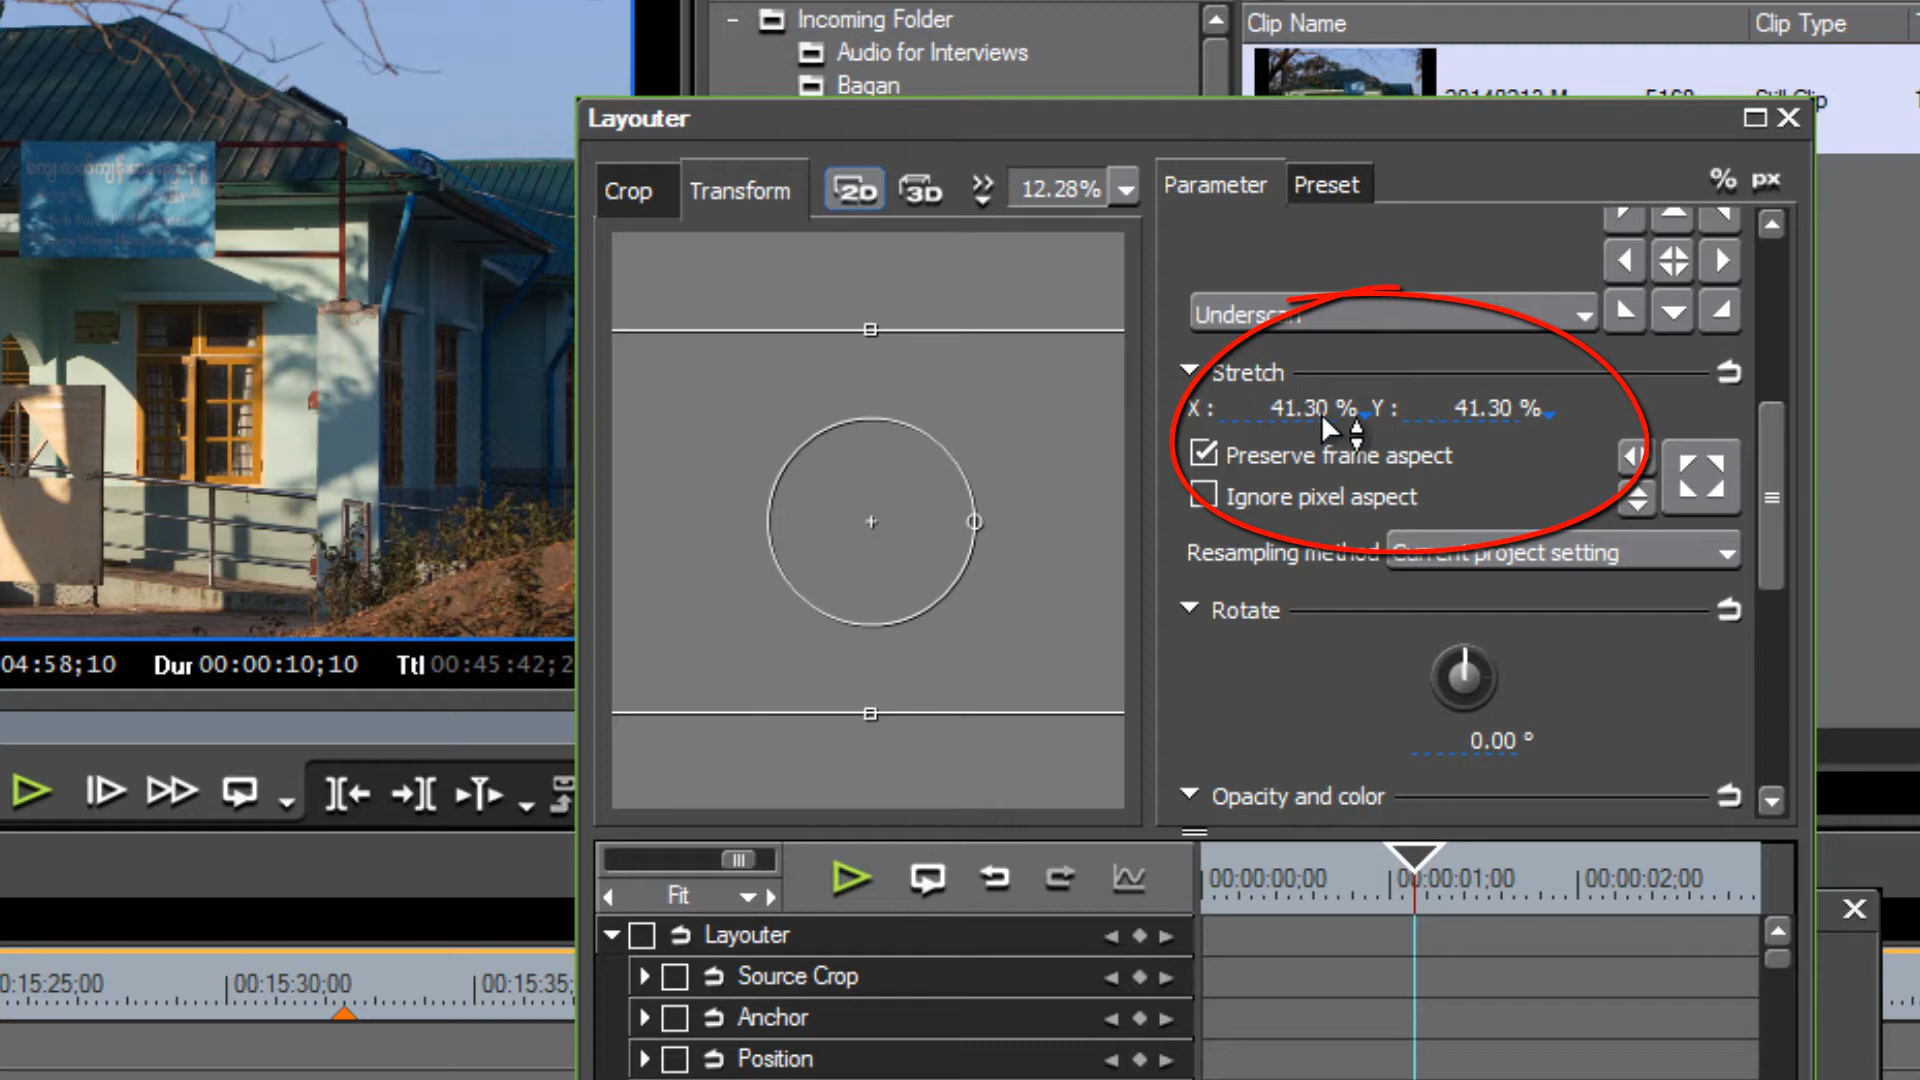 Incoming Folder
Audio for Interviews
Bagan
Clip Name
Clip Type
Layouter
Crop
Transform
2D
3D
12.28%
Parameter
Preset
%
px
Underscan
Stretch
X : 41.30 % Y : 41.30 %
Preserve frame aspect
Ignore pixel aspect
Resampling method Current project setting
Rotate
0.00 °
Opacity and color
04:58;10 Dur 00:00:10;10 Ttl 00:45:42;2
Fit
00:00:00;00 00:00:01;00 00:00:02;00
Layouter
Source Crop
Anchor
Position
0:15:25;00 00:15:30;00 00:15:35;